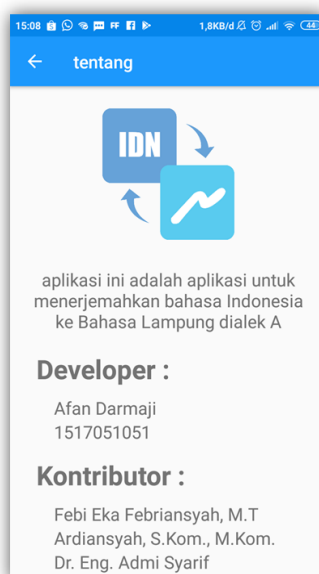 15:08 FF 1,8KB/d 44
tentang
IDN
aplikasi ini adalah aplikasi untuk
menerjemahkan bahasa Indonesia
ke Bahasa Lampung dialek A
Developer :
Afan Darmaji
1517051051
Kontributor :
Febi Eka Febriansyah, M.T
Ardiansyah, S.Kom., M.Kom.
Dr. Eng. Admi Syarif